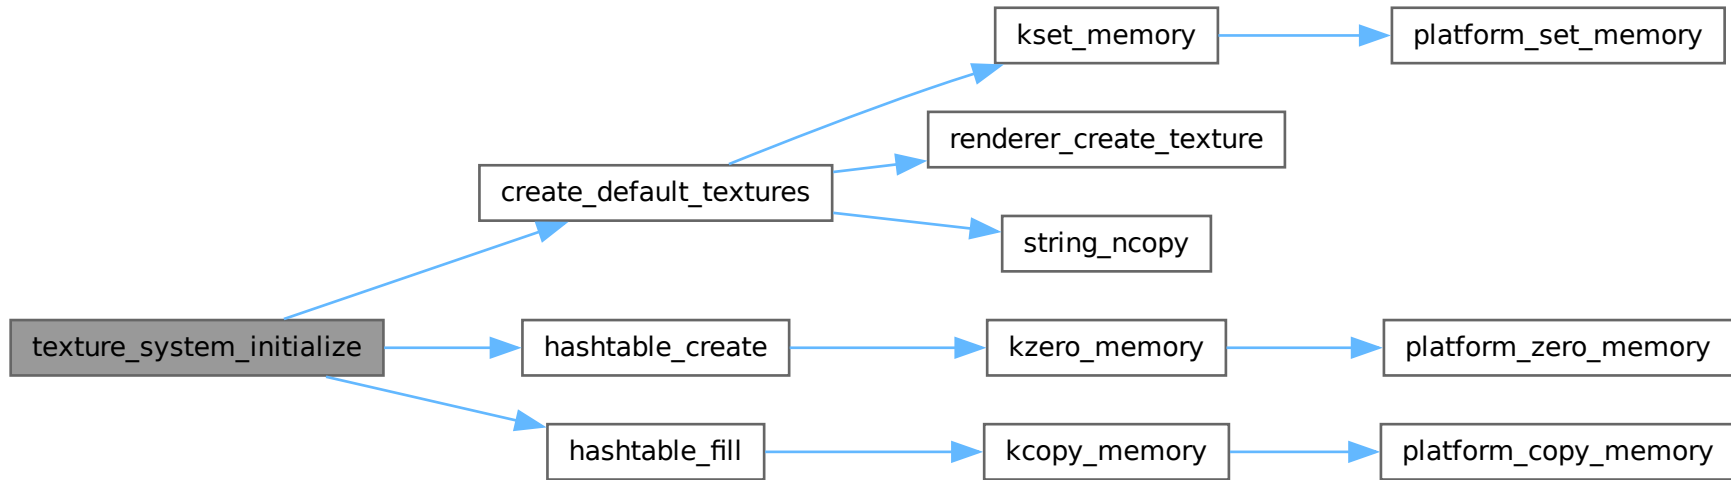 kset_memory
platform_set_memory
renderer_create_texture
create_default_textures
string_ncopy
texture_system_initialize
hashtable_create
kzero_memory
platform_zero_memory
hashtable_fill
kcopy_memory
platform_copy_memory